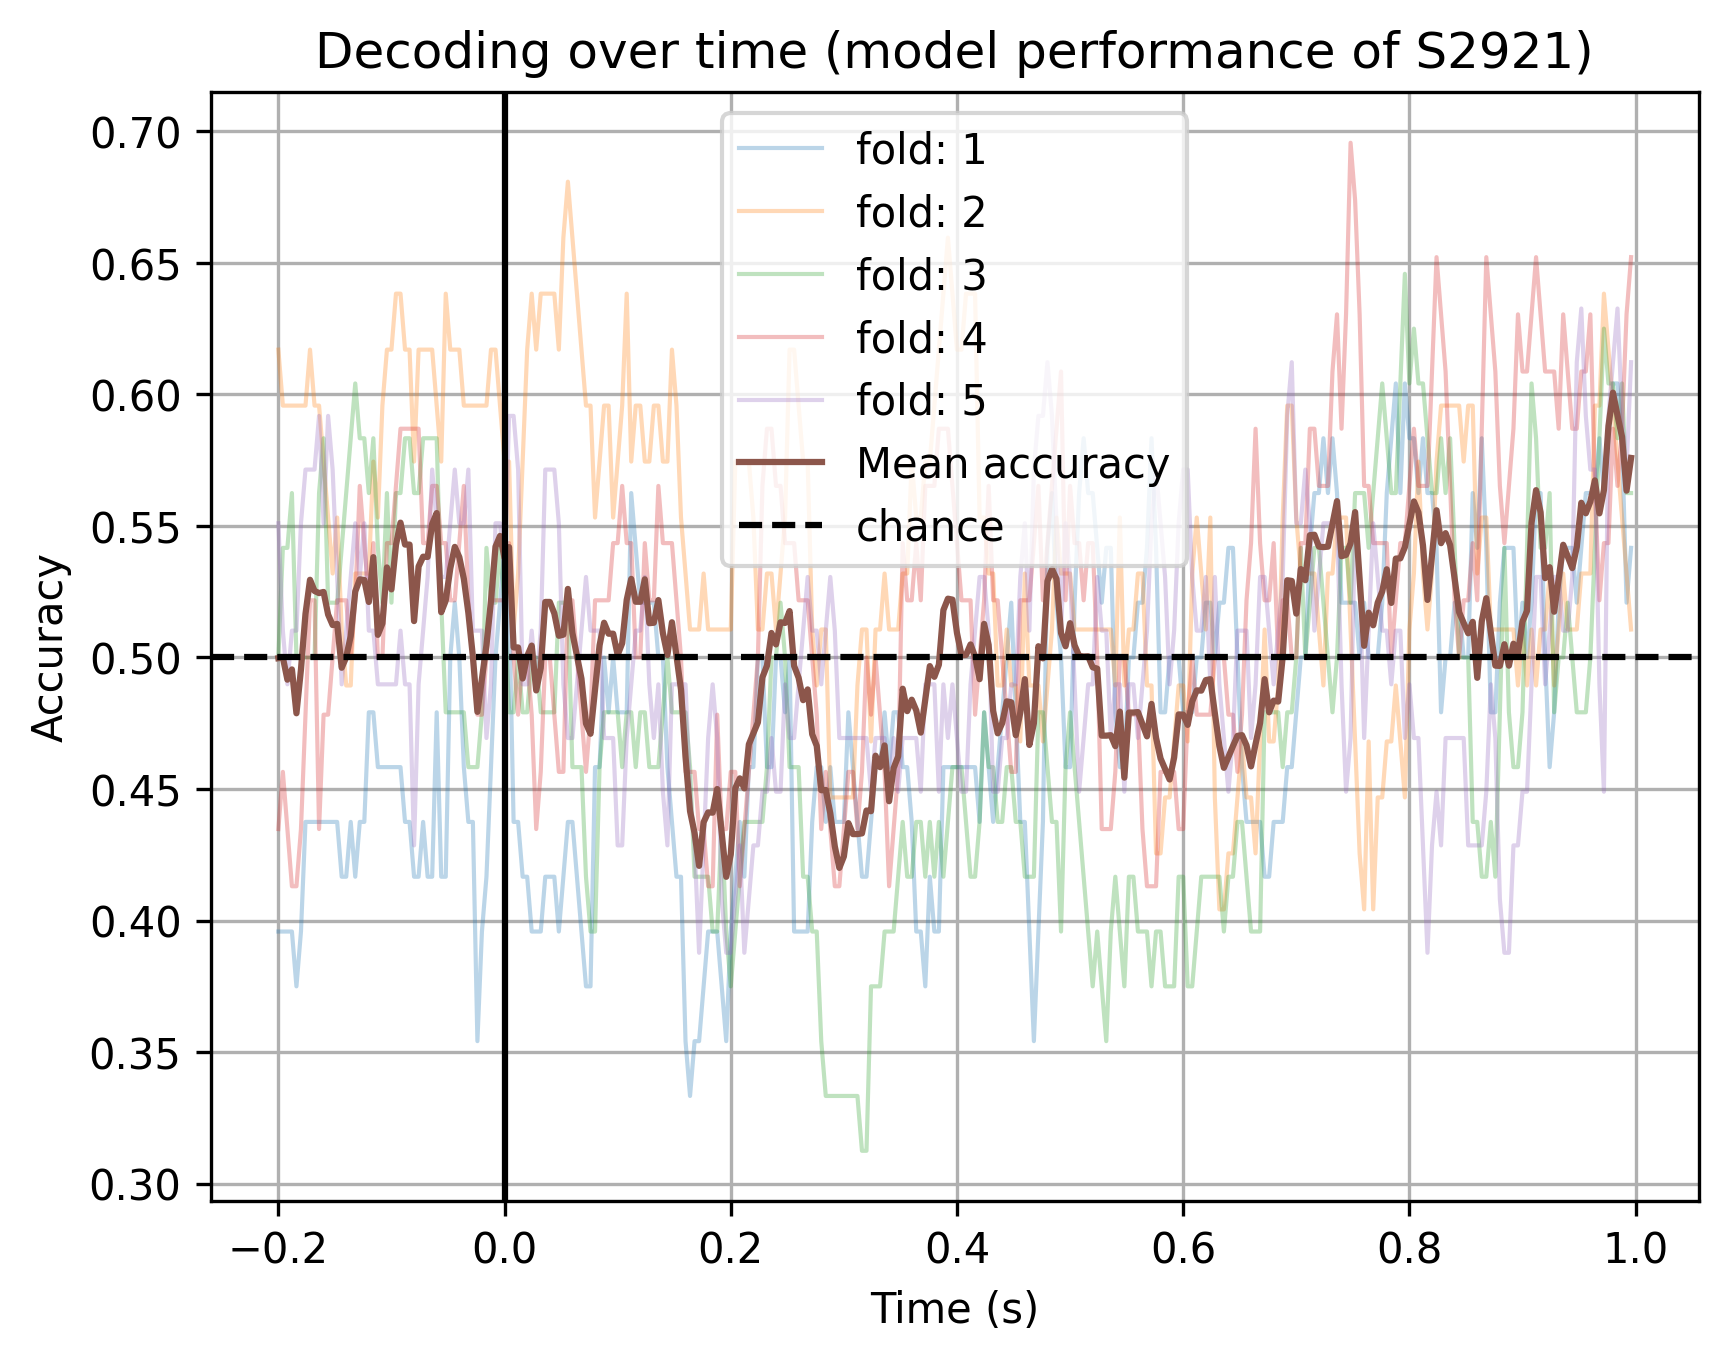 Decoding over time (model performance of S2921)
0.70
0.65
0.60
0.55
0.50
0.45
0.40
0.35
0.30
Accuracy
fold: 1
fold: 2
fold: 3
fold: 4
fold: 5
Mean accuracy
chance
−0.2 0.0 0.2 0.4 0.6 0.8 1.0
Time (s)